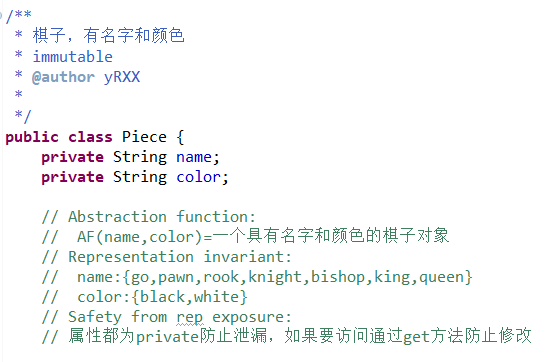 /**
 * 棋子，有名字和颜色
 * immutable
 * @author yRXX
 *
 */
public class Piece {
    private String name;
    private String color;
    // Abstraction function:
    //  AF(name,color)=一个具有名字和颜色的棋子对象
    // Representation invariant:
    //  name:{go,pawn,rook,knight,bishop,king,queen}
    //  color:{black,white}
    // Safety from rep exposure:
    // 属性都为private防止泄漏，如果要访问通过get方法防止修改